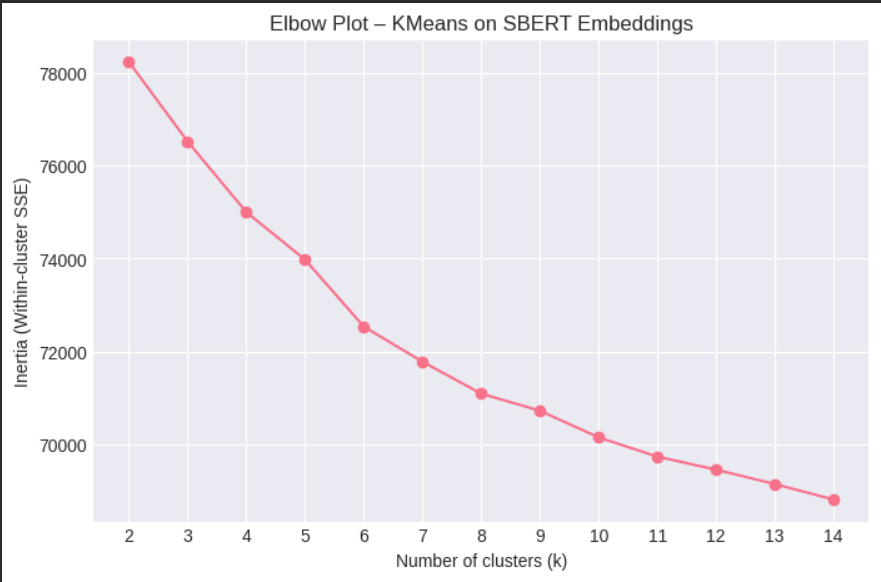 Elbow Plot – KMeans on SBERT Embeddings
Inertia (Within-cluster SSE)
78000
76000
74000
72000
70000
2 3 4 5 6 7 8 9 10 11 12 13 14
Number of clusters (k)